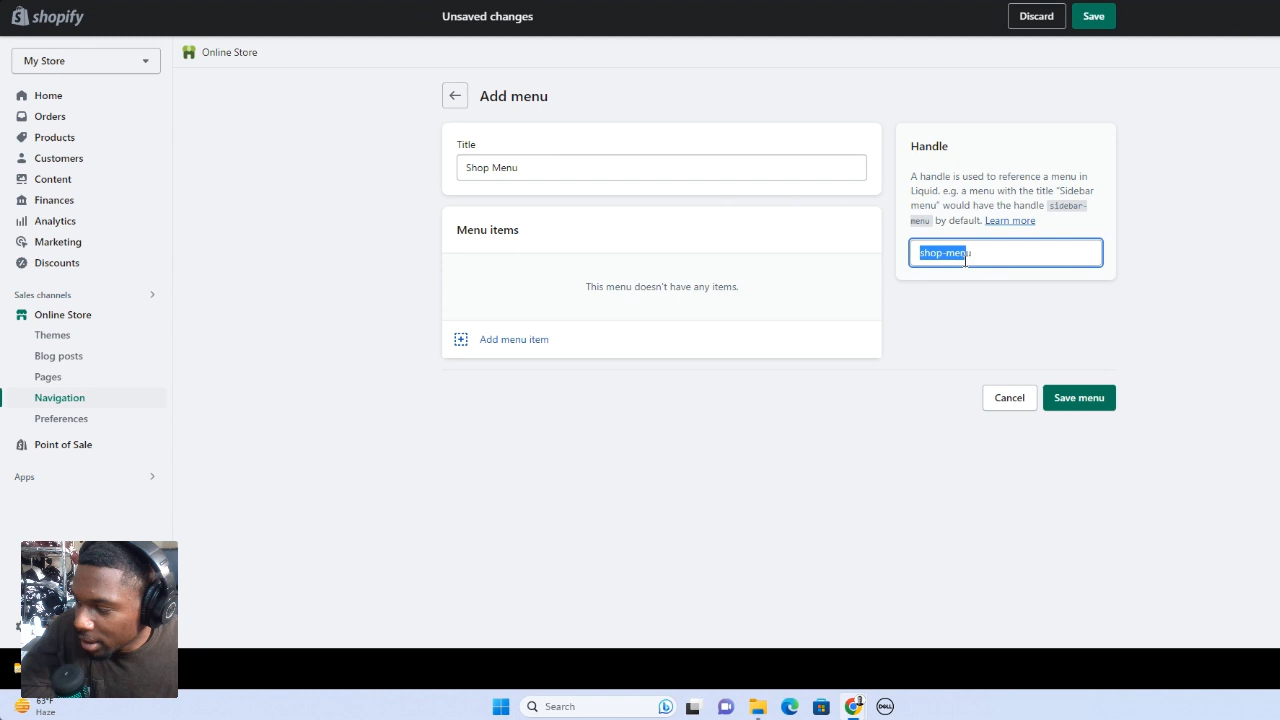 shopify
Unsaved changes
Discard
Save
My Store
Online Store
Home
Orders
Products
Customers
Content
Finances
Analytics
Marketing
Discounts
Sales channels
Online Store
Themes
Blog posts
Pages
Navigation
Preferences
Point of Sale
Apps
Add menu
Title
Shop Menu
Menu items
This menu doesn't have any items.
Add menu item
Handle
A handle is used to reference a menu in
Liquid. e.g. a menu with the title "Sidebar
menu" would have the handle sidebar-
menu by default. Learn more
shop-menu
Cancel
Save menu
63°F
Haze
Search
DELL